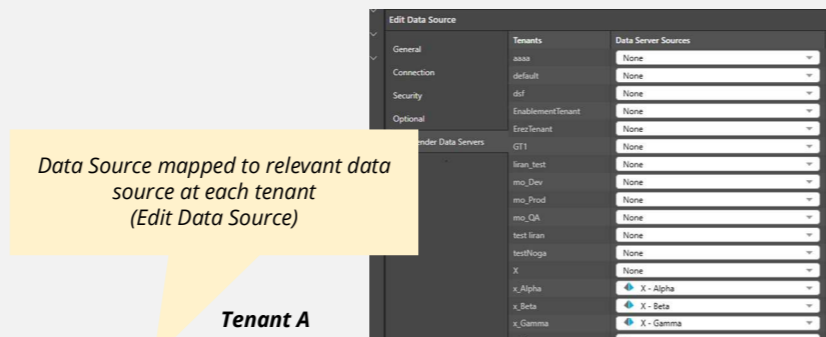 Edit Data Source
General
Connection
Security
Optional
ender Data Servers
Tenants Data Server Sources
aaaa None
default None
dsf None
EnablementTenant None
ErezTenant None
GT1 None
liran_test None
mo_Dev None
mo_Prod None
mo_QA None
test liran None
testNoga None
X None
x_Alpha X - Alpha
x_Beta X - Beta
x_Gamma X - Gamma
Data Source mapped to relevant data
source at each tenant
(Edit Data Source)
Tenant A